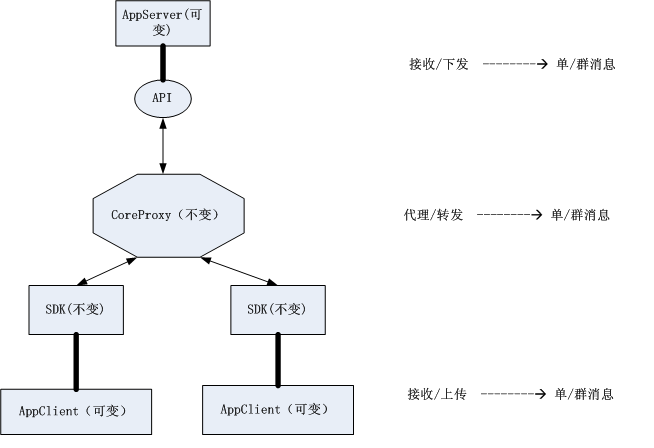 AppServer(可
变)
接收/下发 --------→ 单/群消息
API
CoreProxy（不变）
代理/转发 --------→ 单/群消息
SDK(不变)
SDK(不变)
AppClient（可变）
AppClient（可变）
接收/上传 --------→ 单/群消息